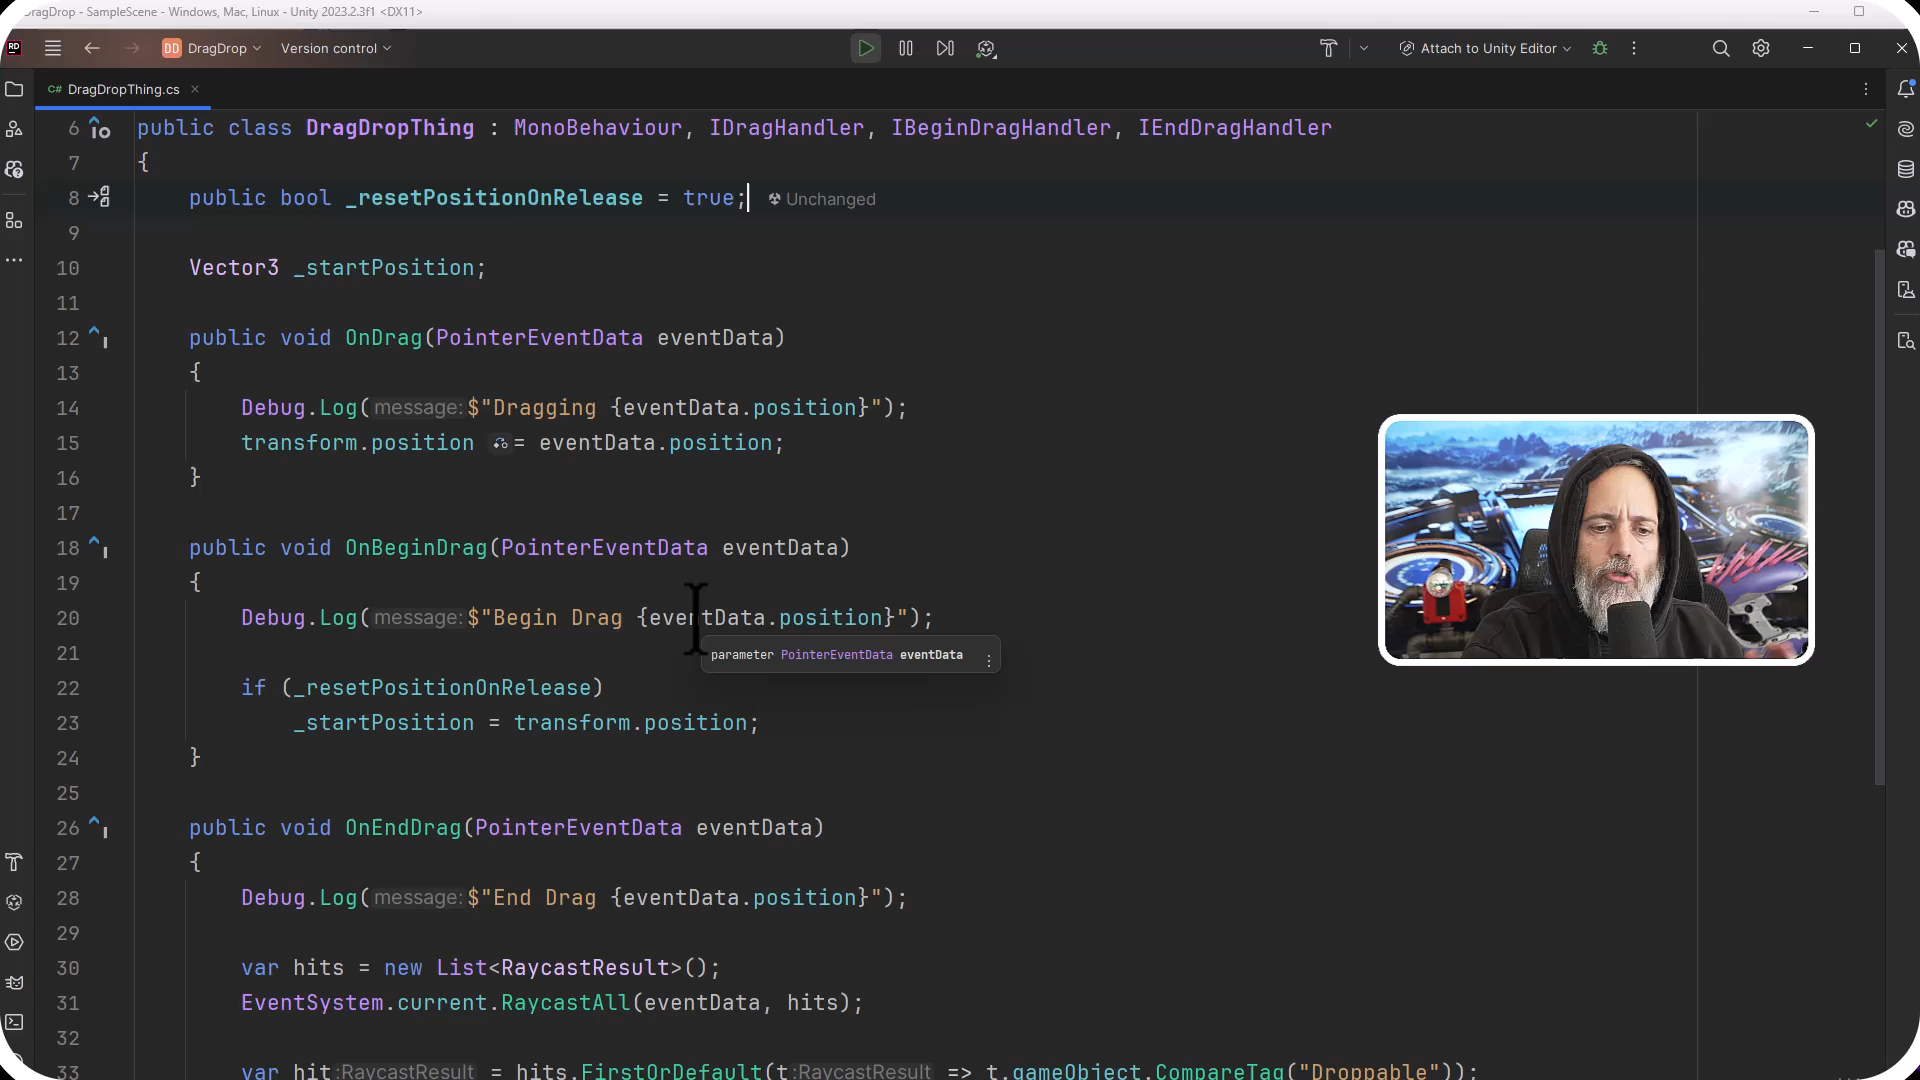 DragDrop - SampleScene - Windows, Mac, Linux - Unity 2023.2.3f1 <DX11>
RD DD DragDrop Version control Attach to Unity Editor
C# DragDropThing.cs
6 public class DragDropThing : MonoBehaviour, IDragHandler, IBeginDragHandler, IEndDragHandler
7 {
8 public bool _resetPositionOnRelease = true; Unchanged
9
10 Vector3 _startPosition;
11
12 public void OnDrag(PointerEventData eventData)
13 {
14 Debug.Log(message:$"Dragging {eventData.position}");
15 transform.position = eventData.position;
16 }
17
18 public void OnBeginDrag(PointerEventData eventData)
19 {
20 Debug.Log(message:$"Begin Drag {eventData.position}");
parameter PointerEventData eventData
21
22 if (_resetPositionOnRelease)
23 _startPosition = transform.position;
24 }
25
26 public void OnEndDrag(PointerEventData eventData)
27 {
28 Debug.Log(message:$"End Drag {eventData.position}");
29
30 var hits = new List<RaycastResult>();
31 EventSystem.current.RaycastAll(eventData, hits);
32
33 var hit:RaycastResult = hits.FirstOrDefault(t:RaycastResult => t.gameObject.CompareTag("Droppable"));